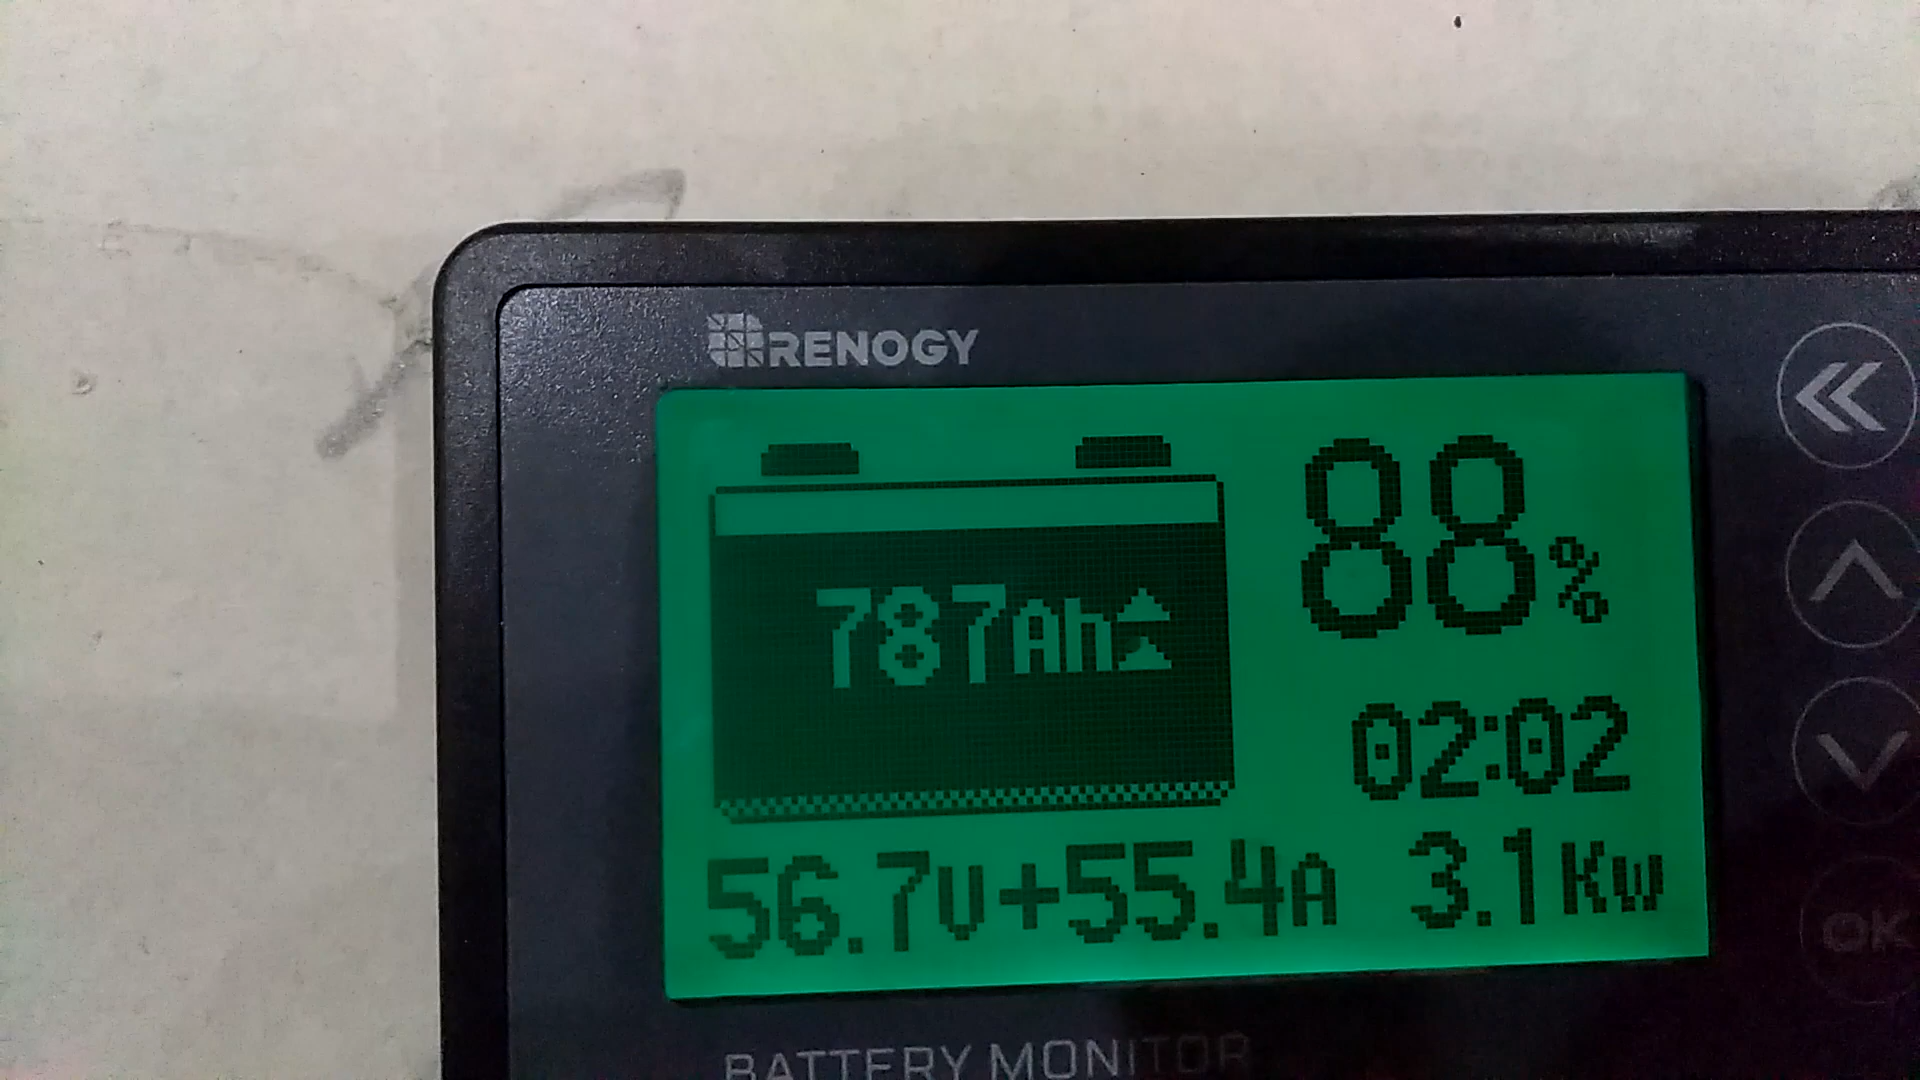 RENOGY
787Ah
88%
02:02
56.7V+55.4A 3.1Kw
BATTERY MONITOR
OK